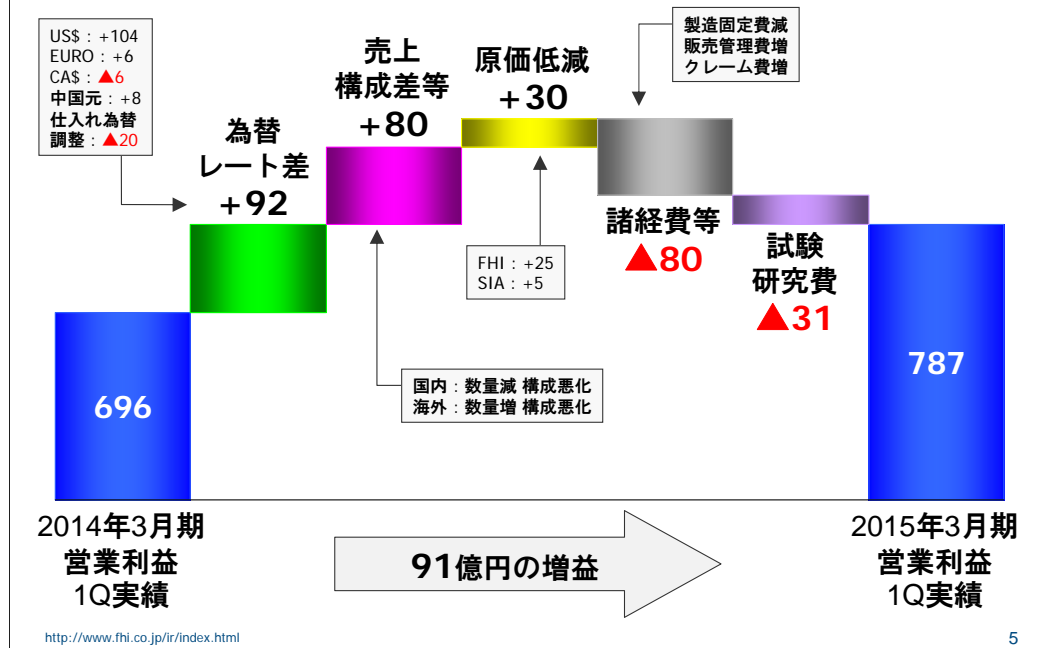 US$：+104
EURO：+6
CA$：▲6
中国元：+8
仕入れ為替
調整：▲20
為替
レート差
+92
売上
構成差等
+80
原価低減
+30
製造固定費減
販売管理費増
クレーム費増
諸経費等
▲80
試験
研究費
▲31
FHI：+25
SIA：+5
国内：数量減 構成悪化
海外：数量増 構成悪化
696
787
2014年3月期
営業利益
1Q実績
91億円の増益
2015年3月期
営業利益
1Q実績
http://www.fhi.co.jp/ir/index.html
5